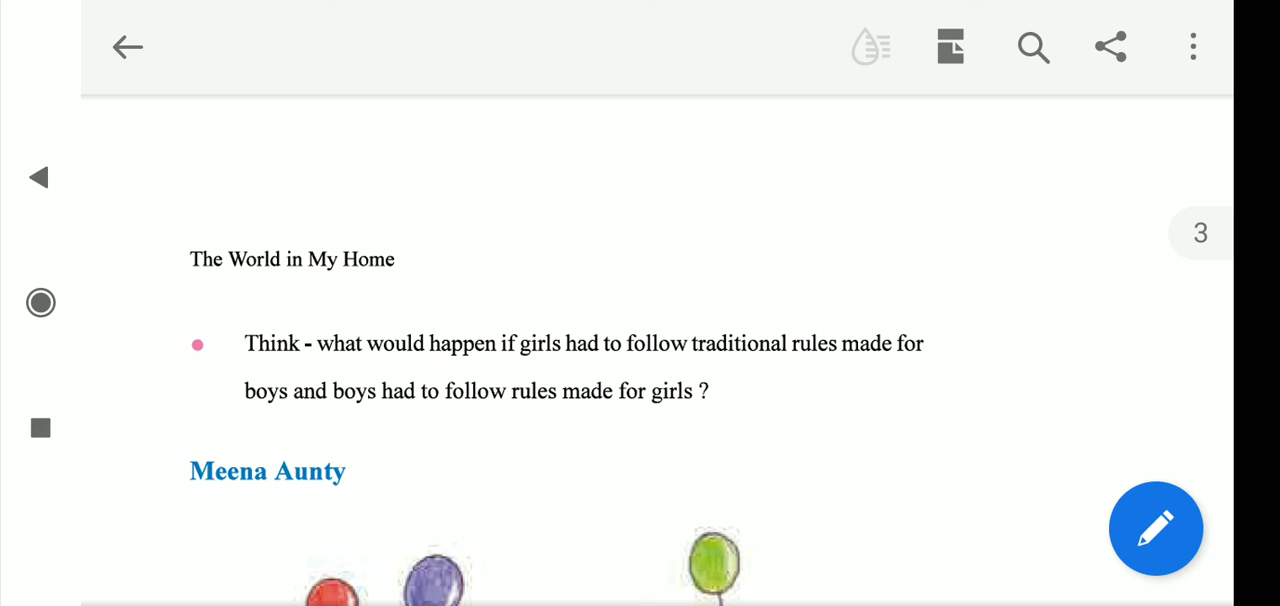 3
The World in My Home
Think - what would happen if girls had to follow traditional rules made for
boys and boys had to follow rules made for girls ?
Meena Aunty